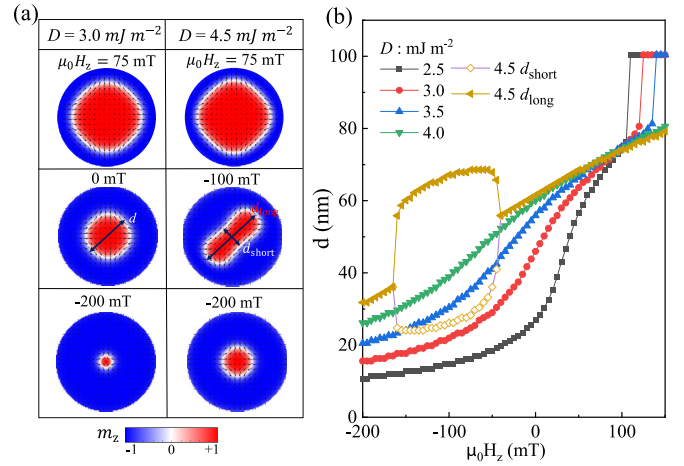 (a)
D = 3.0 mJ m⁻² D = 4.5 mJ m⁻²
μ₀H_z = 75 mT μ₀H_z = 75 mT
0 mT -100 mT
d d_long
d_short
-200 mT -200 mT
m_z
-1 0 +1
(b)
D : mJ m⁻²
2.5 4.5 d_short
3.0 4.5 d_long
3.5
4.0
d (nm)
100
80
60
40
20
0
-200 -100 0 100
μ₀H_z (mT)